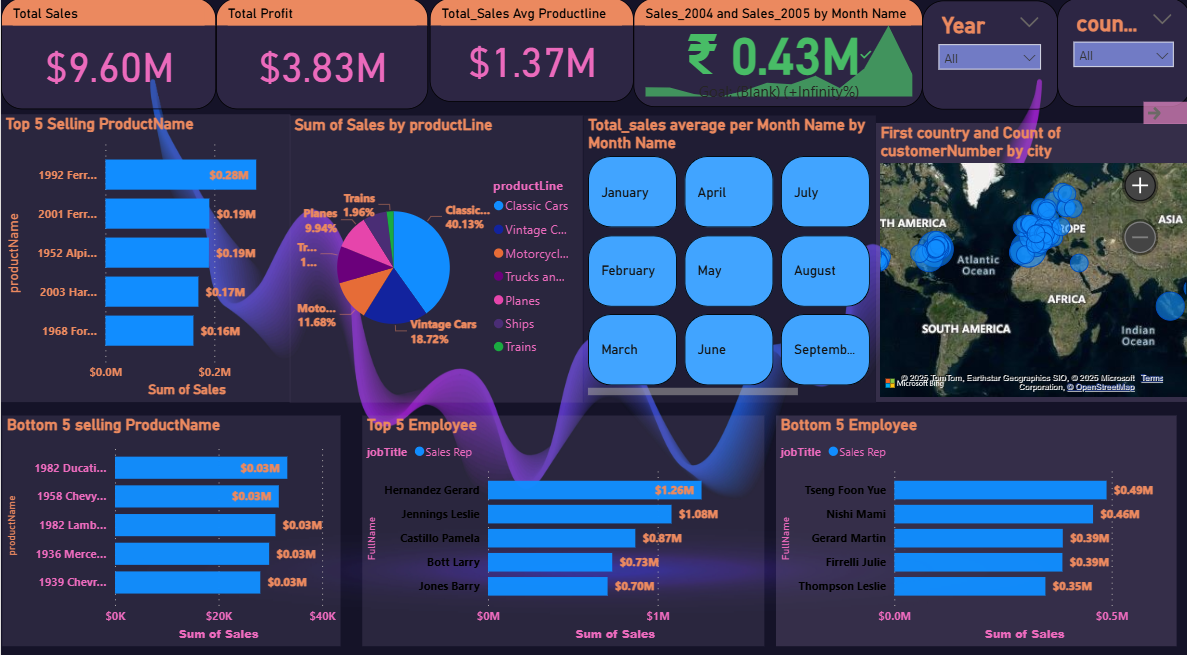 Total Sales
$9.60M
Total Profit
$3.83M
Total_Sales Avg Productline
$1.37M
Sales_2004 and Sales_2005 by Month Name
₹ 0.43M
(Blank) (+Infinity%)
Year
All
coun...
All
Top 5 Selling ProductName
productName
1992 Ferr...
$0.28M
2001 Ferr...
$0.19M
1952 Alpi...
$0.19M
2003 Har...
$0.17M
1968 For...
$0.16M
$0.0M
$0.2M
Sum of Sales
Sum of Sales by productLine
Trains
1.96%
Planes
9.94%
Tr...
1...
Moto...
11.68%
Classic...
40.13%
Vintage Cars
18.72%
productLine
Classic Cars
Vintage C...
Motorcycl...
Trucks an...
Planes
Ships
Trains
Total_sales average per Month Name by
Month Name
January
April
July
February
May
August
March
June
Septemb...
First country and Count of
customerNumber by city
TH AMERICA
OPE
ASIA
Atlantic
Ocean
AFRICA
SOUTH AMERICA
Indian
Ocean
Microsoft Bing
© 2025 TomTom, Earthstar Geographics SIO, © 2025 Microsoft Terms
Corporation, © OpenStreetMap
Bottom 5 selling ProductName
productName
1982 Ducati...
$0.03M
1958 Chevy...
$0.03M
1982 Lamb...
$0.03M
1936 Merce...
$0.03M
1939 Chevr...
$0.03M
$0K
$20K
$40K
Sum of Sales
Top 5 Employee
jobTitle
Sales Rep
FullName
Hernandez Gerard
$1.26M
Jennings Leslie
$1.08M
Castillo Pamela
$0.87M
Bott Larry
$0.73M
Jones Barry
$0.70M
$0M
$1M
Sum of Sales
Bottom 5 Employee
jobTitle
Sales Rep
FullName
Tseng Foon Yue
$0.49M
Nishi Mami
$0.46M
Gerard Martin
$0.39M
Firrelli Julie
$0.39M
Thompson Leslie
$0.35M
$0.0M
$0.5M
Sum of Sales